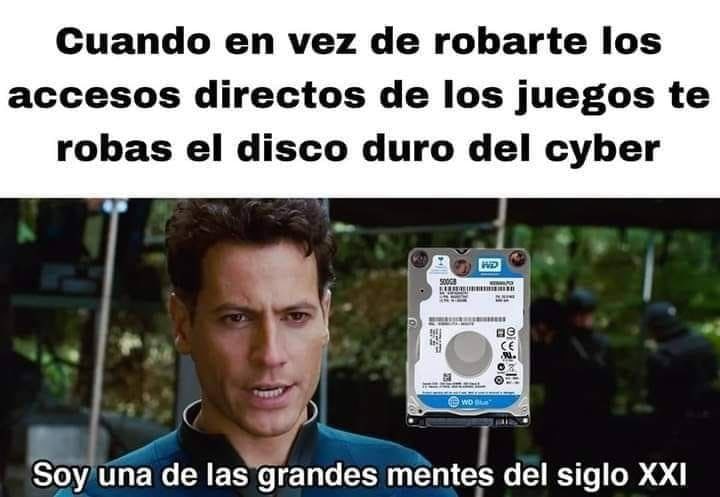 Cuando en vez de robarte los
accesos directos de los juegos te
robas el disco duro del cyber
WD
500GB
WD Blue
Soy una de las grandes mentes del siglo XXI